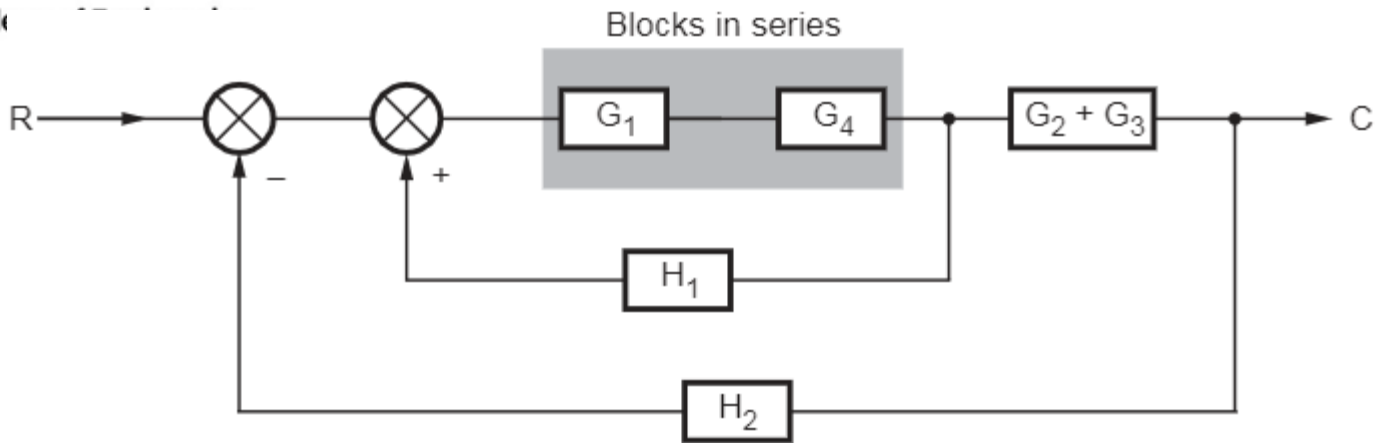 Blocks in series
R
G₁
G₄
G₂ + G₃
C
−
+
H₁
H₂